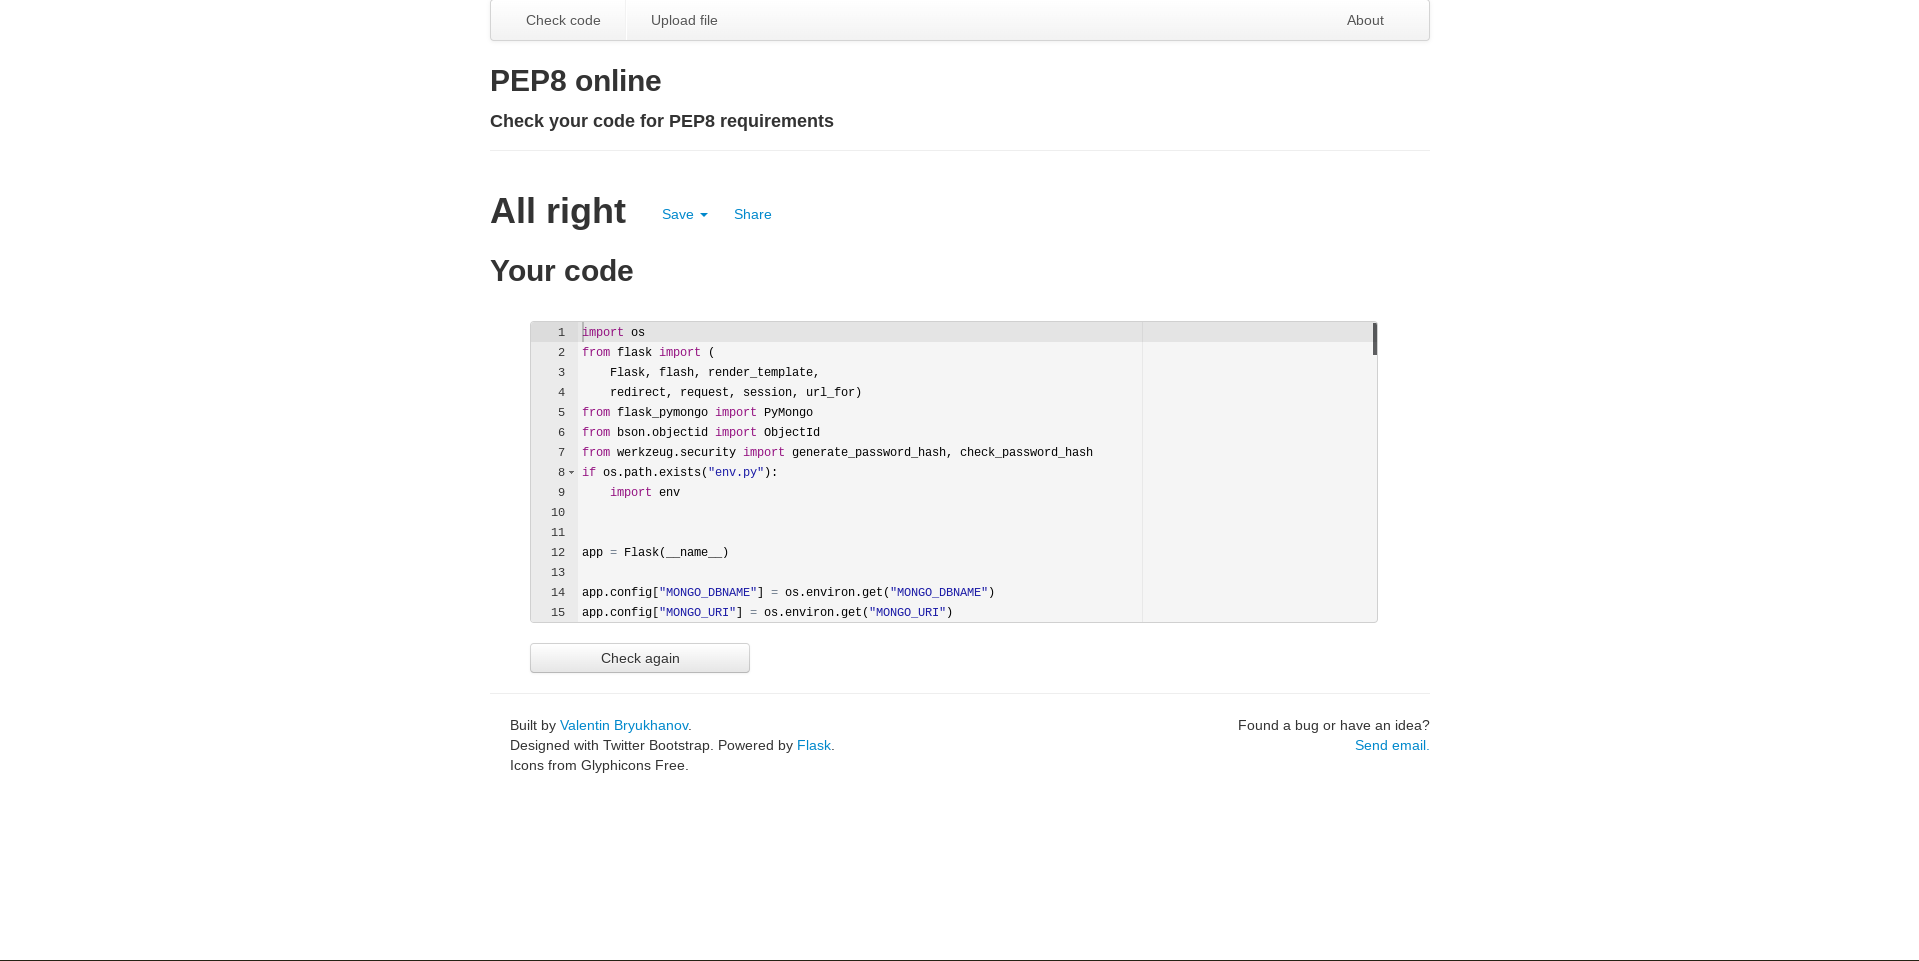 Check code Upload file About
PEP8 online
Check your code for PEP8 requirements
All right Save Share
Your code
1 import os
2 from flask import (
3     Flask, flash, render_template,
4     redirect, request, session, url_for)
5 from flask_pymongo import PyMongo
6 from bson.objectid import ObjectId
7 from werkzeug.security import generate_password_hash, check_password_hash
8 if os.path.exists("env.py"):
9     import env
10
11
12 app = Flask(__name__)
13
14 app.config["MONGO_DBNAME"] = os.environ.get("MONGO_DBNAME")
15 app.config["MONGO_URI"] = os.environ.get("MONGO_URI")
Check again
Built by Valentin Bryukhanov.
Designed with Twitter Bootstrap. Powered by Flask.
Icons from Glyphicons Free.
Found a bug or have an idea?
Send email.